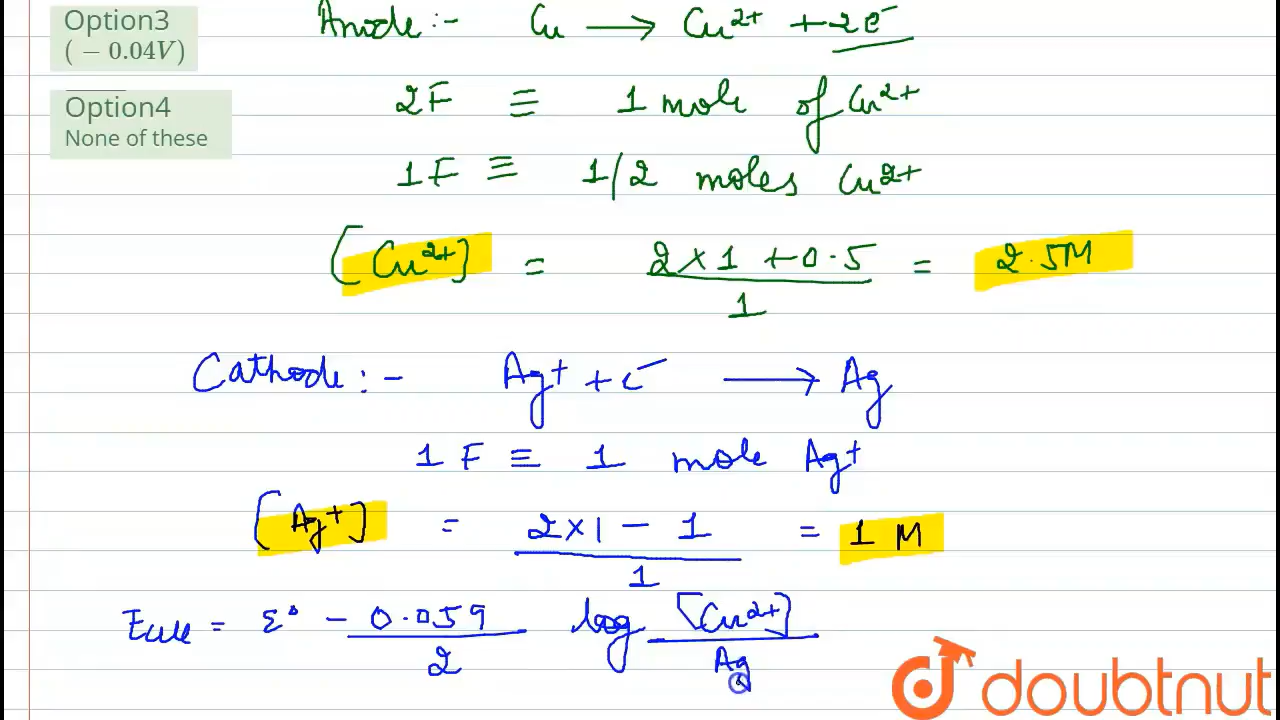 Option3
(−0.04V)
Option4
None of these
Anode:- Cu ⟶ Cu²⁺ + 2e⁻
2F ≡ 1 mole of Cu²⁺
1F ≡ 1/2 moles Cu²⁺
[Cu²⁺] = 2×1+0.5 / 1 = 2.5M
Cathode:- Ag⁺ + e⁻ ⟶ Ag
1 F ≡ 1 mole Ag⁺
[Ag⁺] = 2×1 − 1 / 1 = 1 M
Ecell = E° − 0.059 / 2 log [Cu²⁺] / Ag
doubtnut